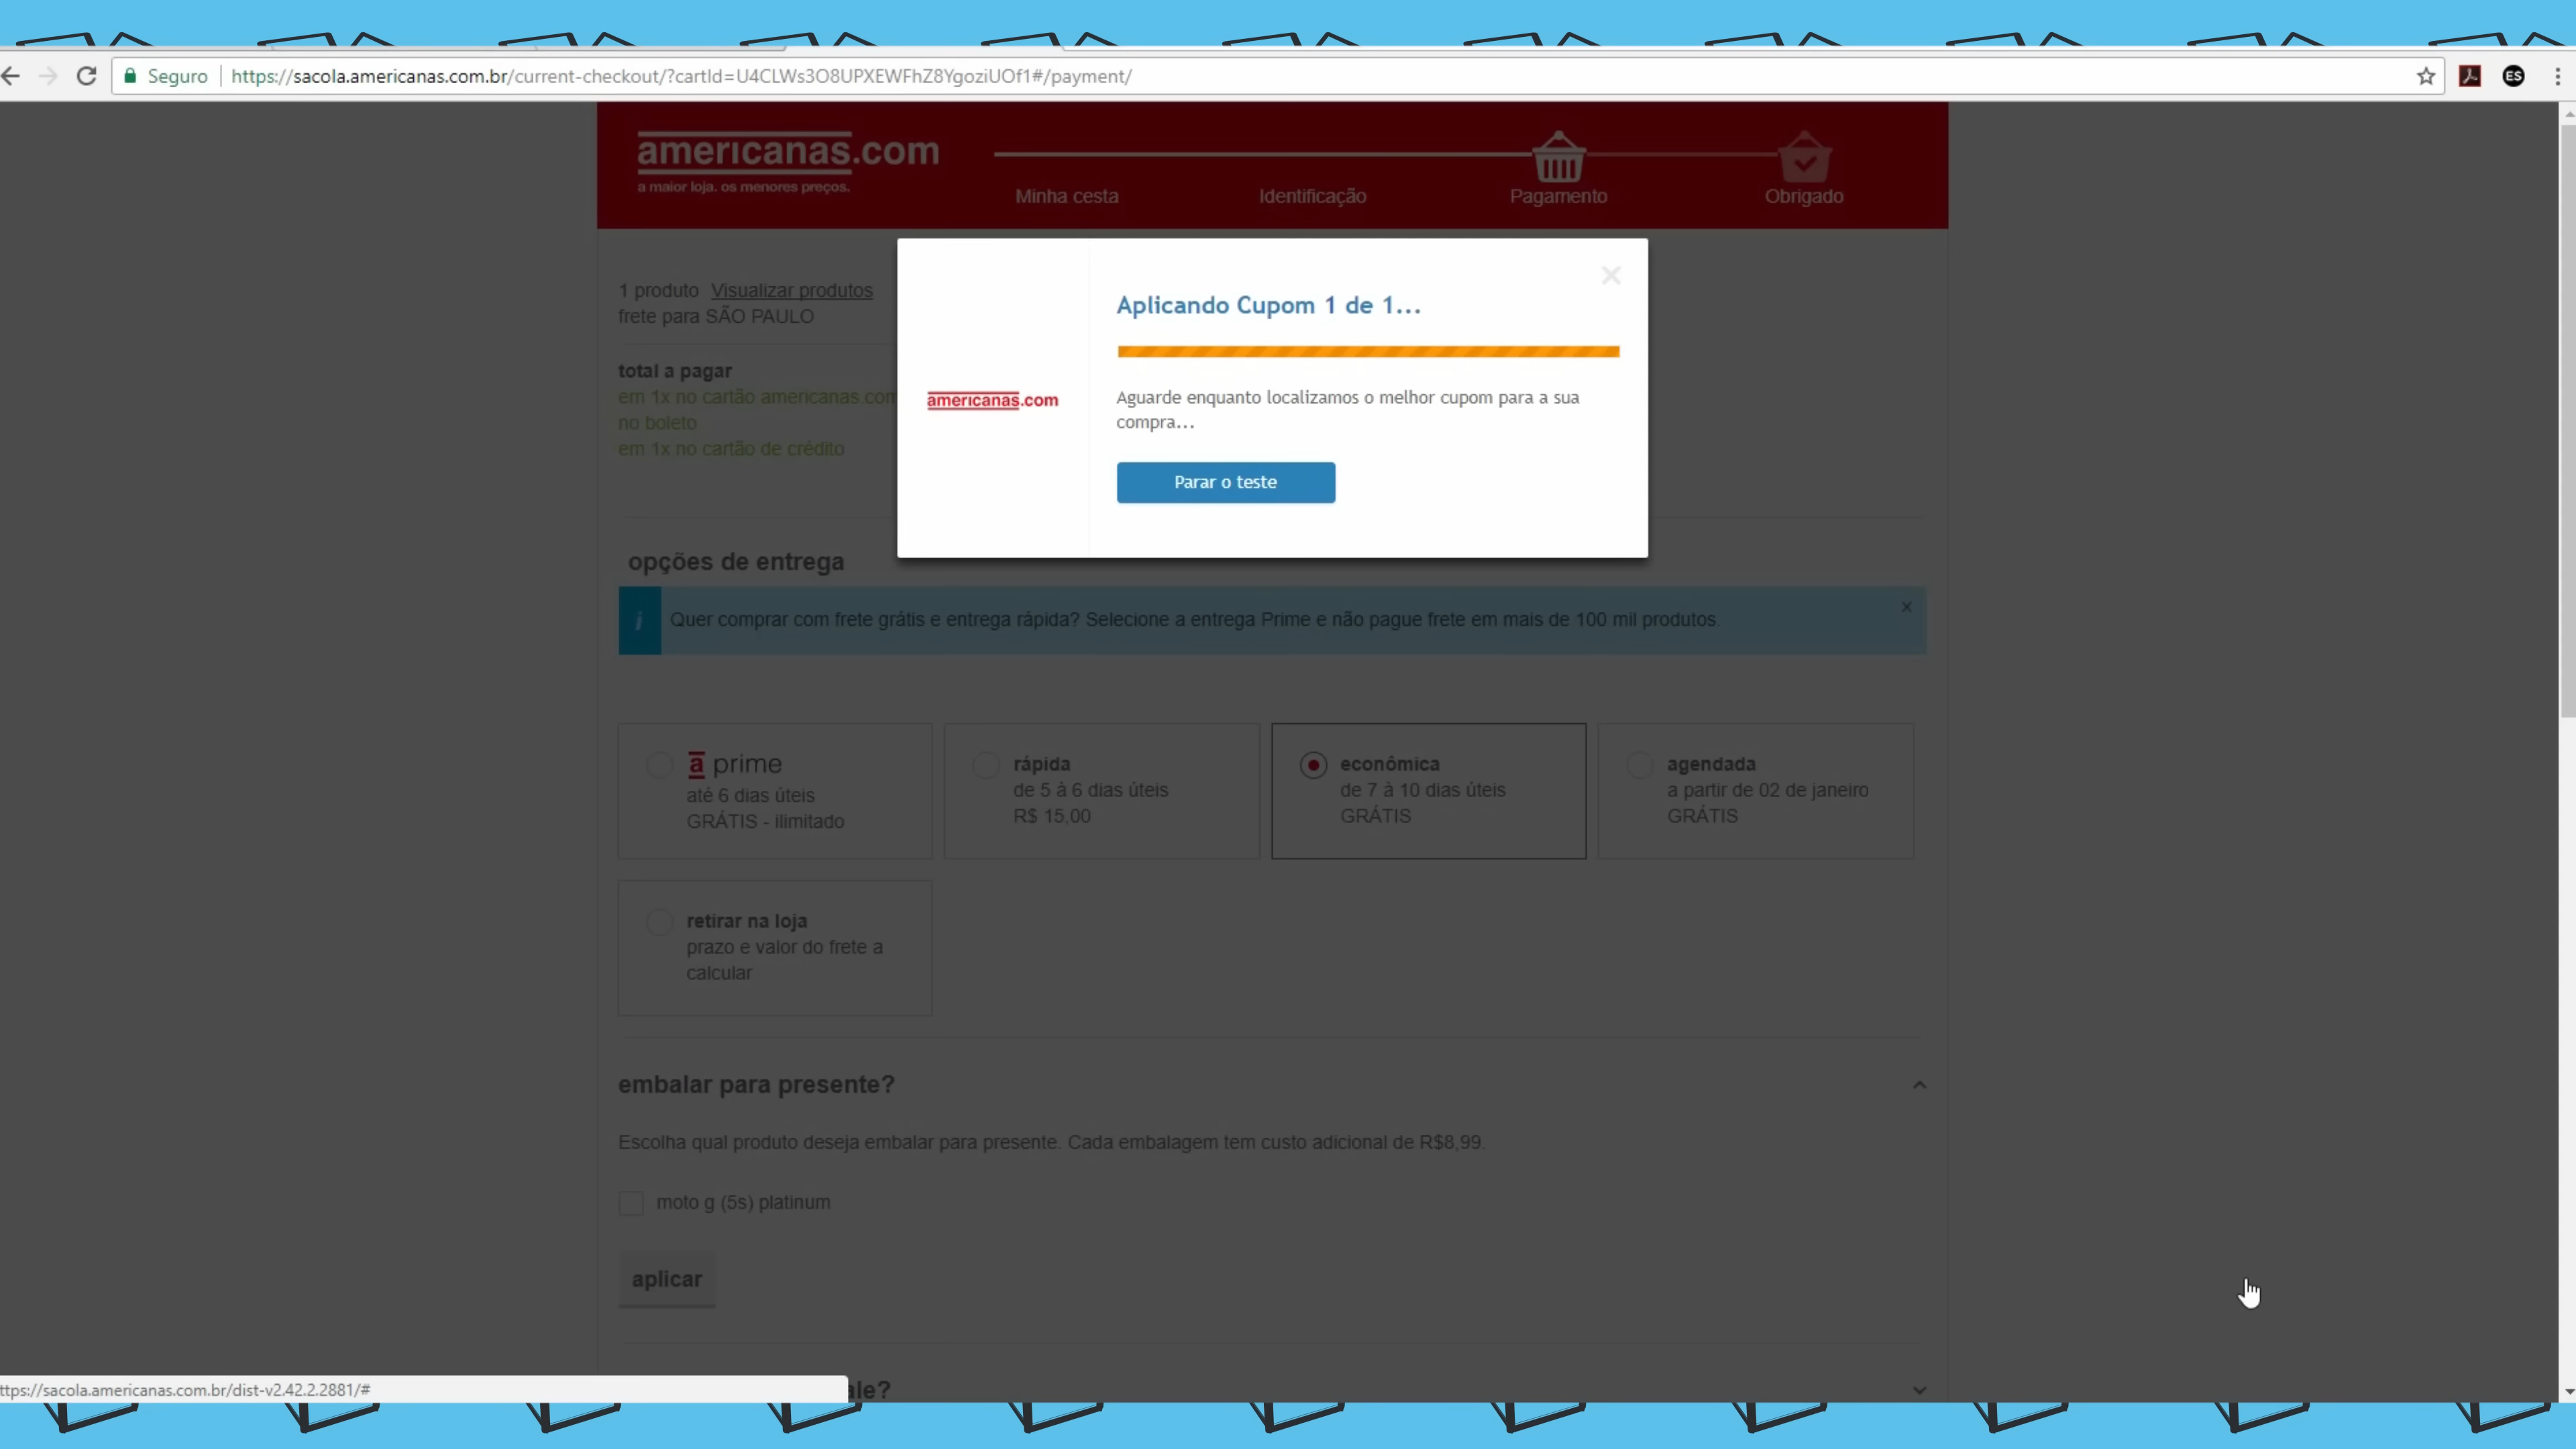 Seguro https://sacola.americanas.com.br/current-checkout/?cartId=U4CLWs3O8UPXEWFhZ8YgoziUOf1#/payment/
ES
americanas.com
a maior loja. os menores preços.
Minha cesta
Identificação
Pagamento
Obrigado
1 produto Visualizar produtos
frete para SÃO PAULO
total a pagar
em 1x no cartão americanas.com
no boleto
em 1x no cartão de crédito
americanas.com
Aplicando Cupom 1 de 1...
Aguarde enquanto localizamos o melhor cupom para a sua
compra...
Parar o teste
opções de entrega
i
Quer comprar com frete grátis e entrega rápida? Selecione a entrega Prime e não pague frete em mais de 100 mil produtos.
a prime
até 6 dias úteis
GRÁTIS - ilimitado
rápida
de 5 à 6 dias úteis
R$ 15,00
econômica
de 7 à 10 dias úteis
GRÁTIS
agendada
a partir de 02 de janeiro
GRÁTIS
retirar na loja
prazo e valor do frete a
calcular
embalar para presente?
Escolha qual produto deseja embalar para presente. Cada embalagem tem custo adicional de R$8,99.
moto g (5s) platinum
aplicar
ttps://sacola.americanas.com.br/dist-v2.42.2.2881/#